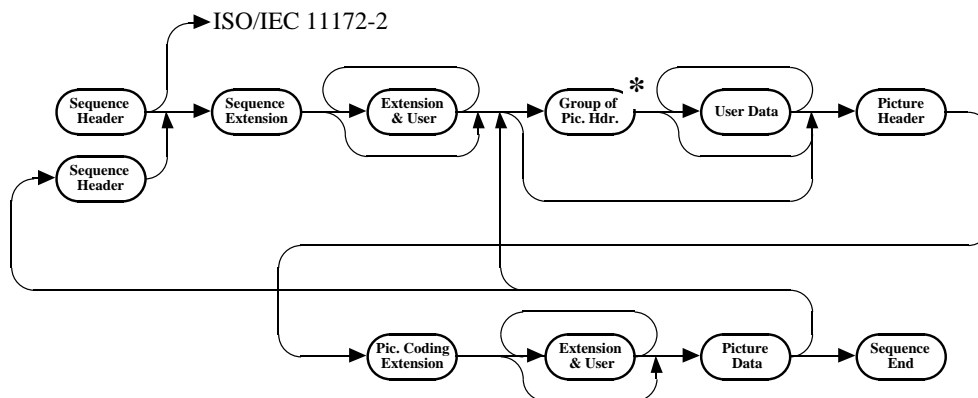 ISO/IEC 11172-2
Sequence
Header
Sequence
Extension
Extension
& User
Group of
Pic. Hdr.
*
User Data
Picture
Header
Sequence
Header
Pic. Coding
Extension
Extension
& User
Picture
Data
Sequence
End